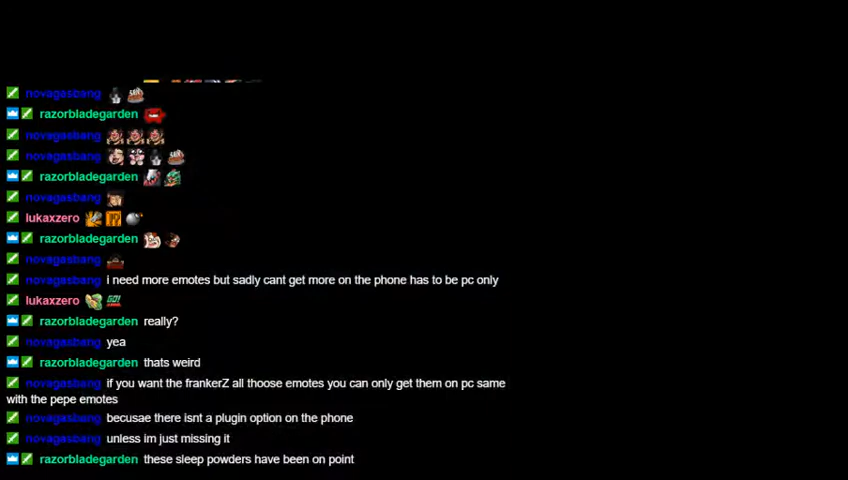 novagasbang
razorbladegarden
novagasbang
novagasbang
razorbladegarden
novagasbang
lukaxzero
razorbladegarden
novagasbang
novagasbang i need more emotes but sadly cant get more on the phone has to be pc only
lukaxzero GO!
razorbladegarden really?
novagasbang yea
razorbladegarden thats weird
novagasbang if you want the frankerZ all thoose emotes you can only get them on pc same
with the pepe emotes
novagasbang becusae there isnt a plugin option on the phone
novagasbang unless im just missing it
razorbladegarden these sleep powders have been on point